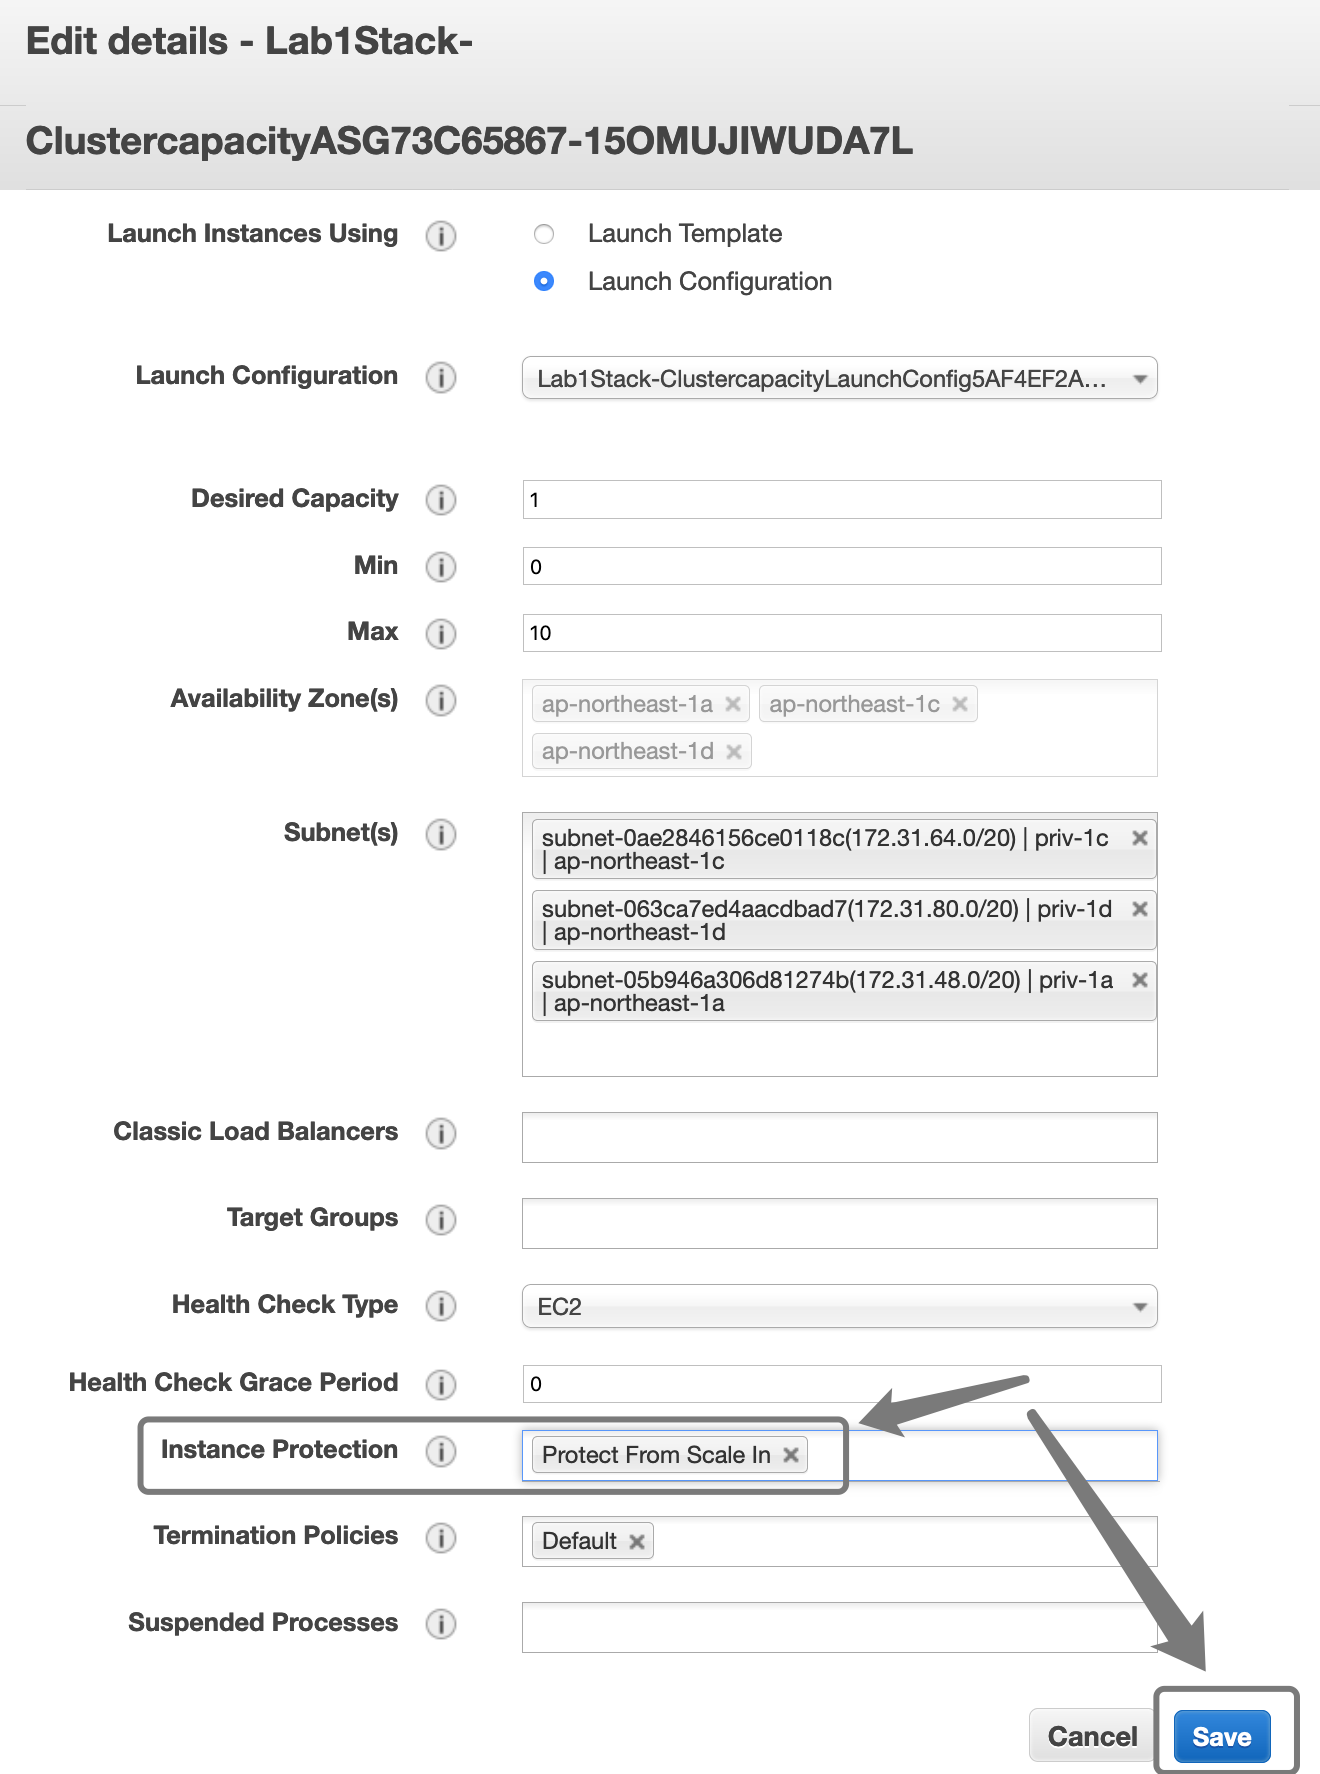 Edit details - Lab1Stack-
ClustercapacityASG73C65867-15OMUJIWUDA7L
Launch Instances Using
Launch Template
Launch Configuration
Launch Configuration
Lab1Stack-ClustercapacityLaunchConfig5AF4EF2A...
Desired Capacity
1
Min
0
Max
10
Availability Zone(s)
ap-northeast-1a
ap-northeast-1c
ap-northeast-1d
Subnet(s)
subnet-0ae2846156ce0118c(172.31.64.0/20) | priv-1c
| ap-northeast-1c
subnet-063ca7ed4aacdbad7(172.31.80.0/20) | priv-1d
| ap-northeast-1d
subnet-05b946a306d81274b(172.31.48.0/20) | priv-1a
| ap-northeast-1a
Classic Load Balancers
Target Groups
Health Check Type
EC2
Health Check Grace Period
0
Instance Protection
Protect From Scale In
Termination Policies
Default
Suspended Processes
Cancel
Save